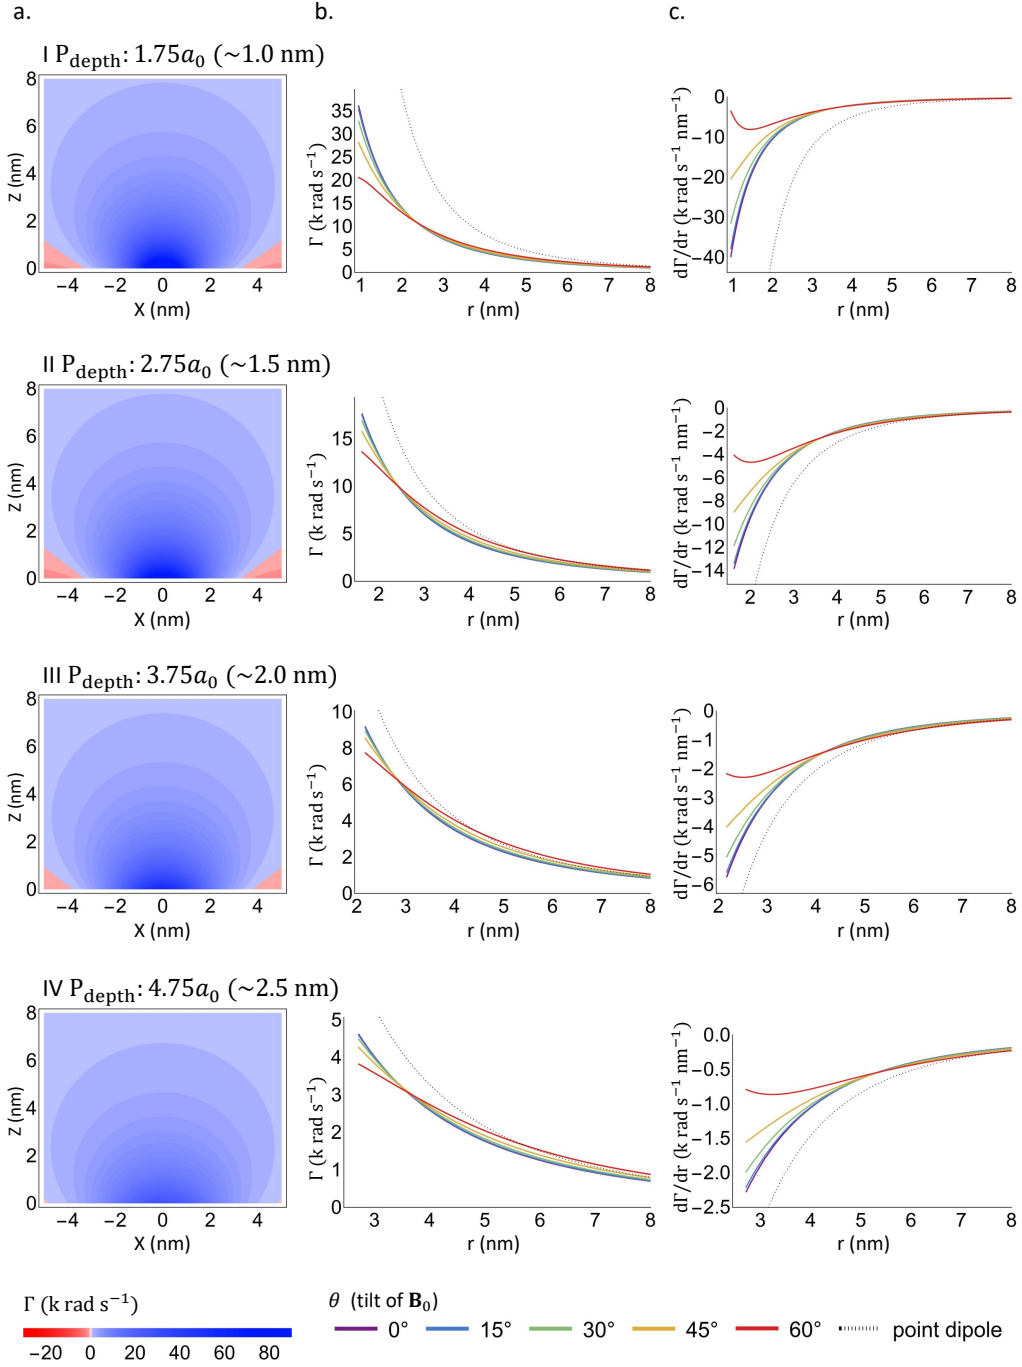 a. b. c.
I P_depth: 1.75a₀ (~1.0 nm)
8
6
4
2
0
Z (nm)
−4 −2 0 2 4
X (nm)
35
30
25
20
15
10
5
0
Γ (k rad s⁻¹)
1 2 3 4 5 6 7 8
r (nm)
0
−10
−20
−30
−40
dΓ/dr (k rad s⁻¹ nm⁻¹)
1 2 3 4 5 6 7 8
r (nm)
II P_depth: 2.75a₀ (~1.5 nm)
8
6
4
2
0
Z (nm)
−4 −2 0 2 4
X (nm)
15
10
5
0
Γ (k rad s⁻¹)
2 3 4 5 6 7 8
r (nm)
0
−2
−4
−6
−8
−10
−12
−14
dΓ/dr (k rad s⁻¹ nm⁻¹)
2 3 4 5 6 7 8
r (nm)
III P_depth: 3.75a₀ (~2.0 nm)
8
6
4
2
0
Z (nm)
−4 −2 0 2 4
X (nm)
10
8
6
4
2
0
Γ (k rad s⁻¹)
2 3 4 5 6 7 8
r (nm)
0
−1
−2
−3
−4
−5
−6
dΓ/dr (k rad s⁻¹ nm⁻¹)
2 3 4 5 6 7 8
r (nm)
IV P_depth: 4.75a₀ (~2.5 nm)
8
6
4
2
0
Z (nm)
−4 −2 0 2 4
X (nm)
5
4
3
2
1
0
Γ (k rad s⁻¹)
3 4 5 6 7 8
r (nm)
0.0
−0.5
−1.0
−1.5
−2.0
−2.5
dΓ/dr (k rad s⁻¹ nm⁻¹)
3 4 5 6 7 8
r (nm)
Γ (k rad s⁻¹)
−20 0 20 40 60 80
θ (tilt of B₀)
0° 15° 30° 45° 60° point dipole